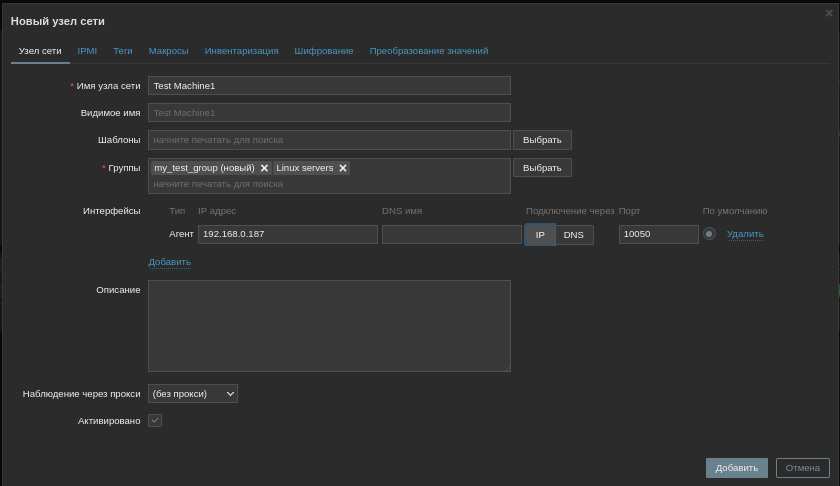 Новый узел сети
Узел сети IPMI Теги Макросы Инвентаризация Шифрование Преобразование значений
* Имя узла сети Test Machine1
Видимое имя Test Machine1
Шаблоны начните печатать для поиска Выбрать
* Группы my_test_group (новый) Linux servers Выбрать
начните печатать для поиска
Интерфейсы Тип IP адрес DNS имя Подключение через Порт По умолчанию
Агент 192.168.0.187 IP DNS 10050 Удалить
Добавить
Описание
Наблюдение через прокси (без прокси)
Активировано
Добавить Отмена